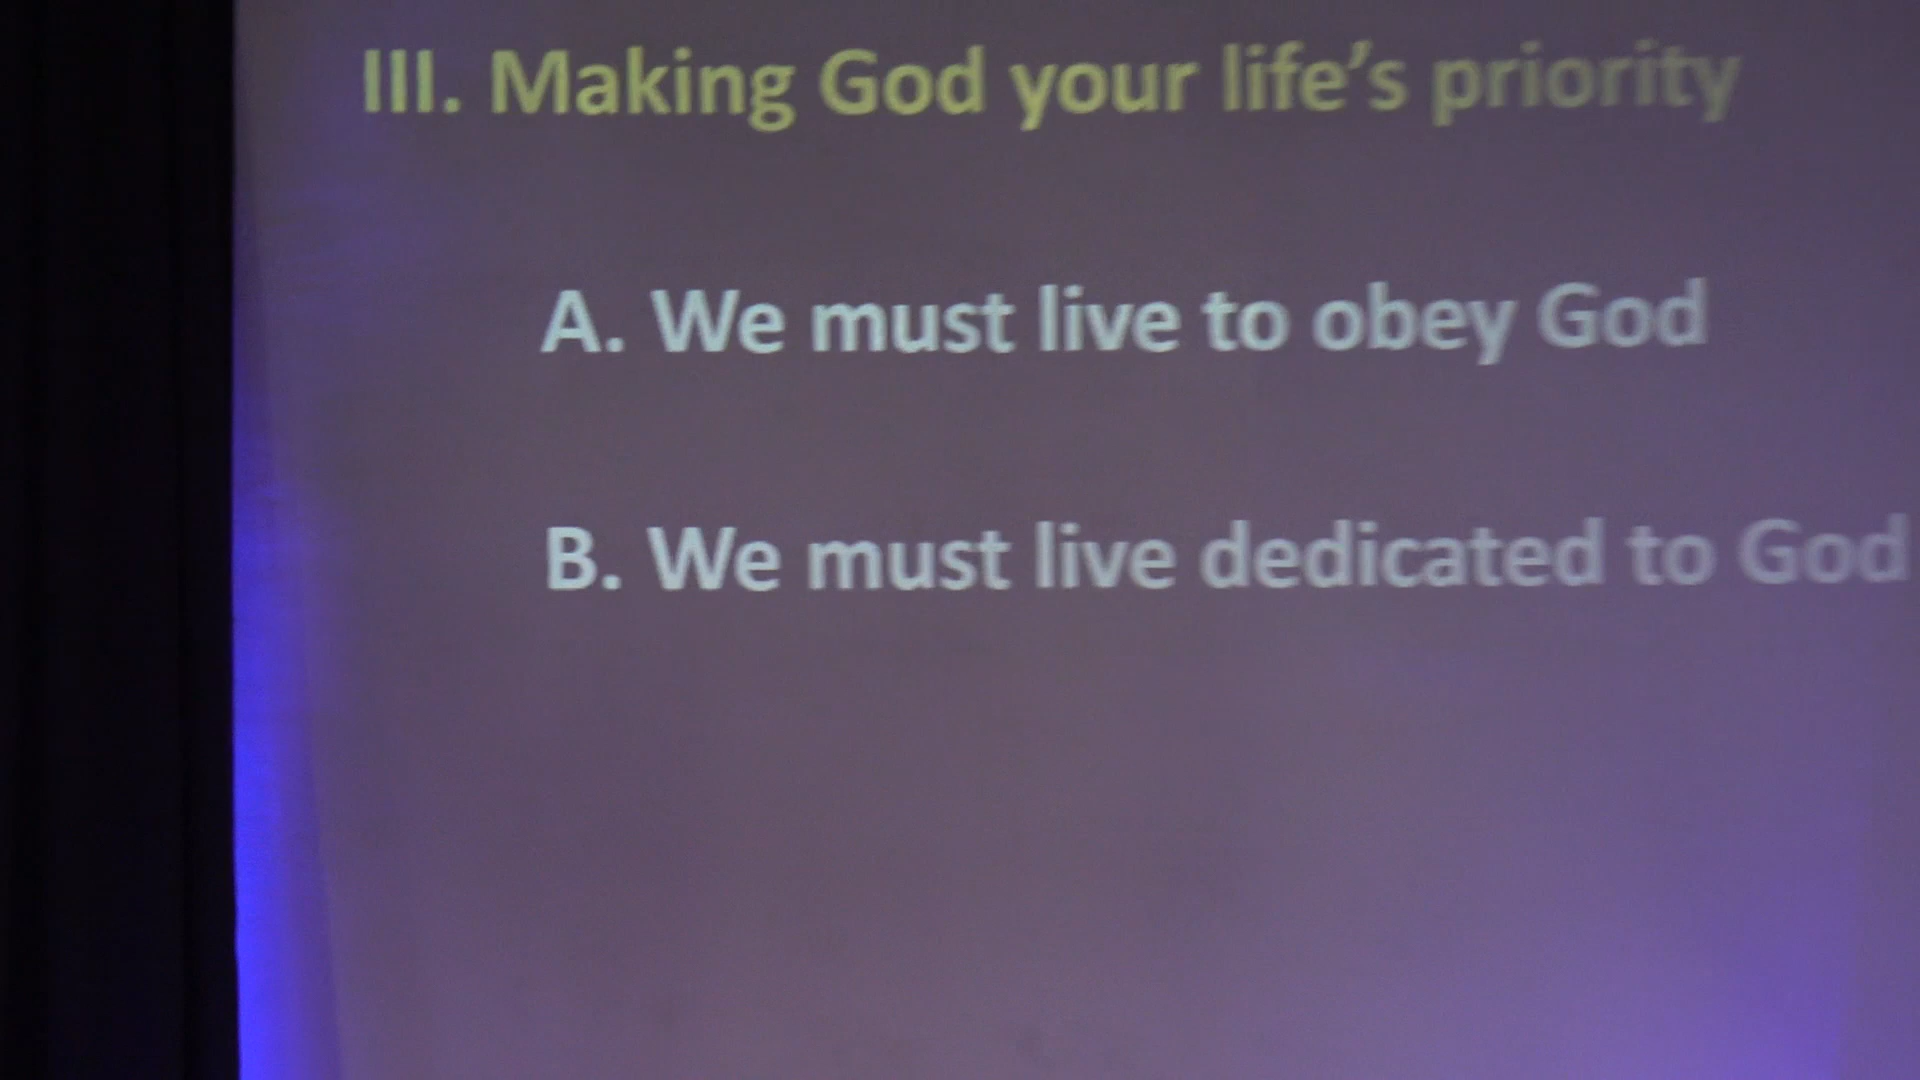 III. Making God your life's priority
A. We must live to obey God
B. We must live dedicated to God